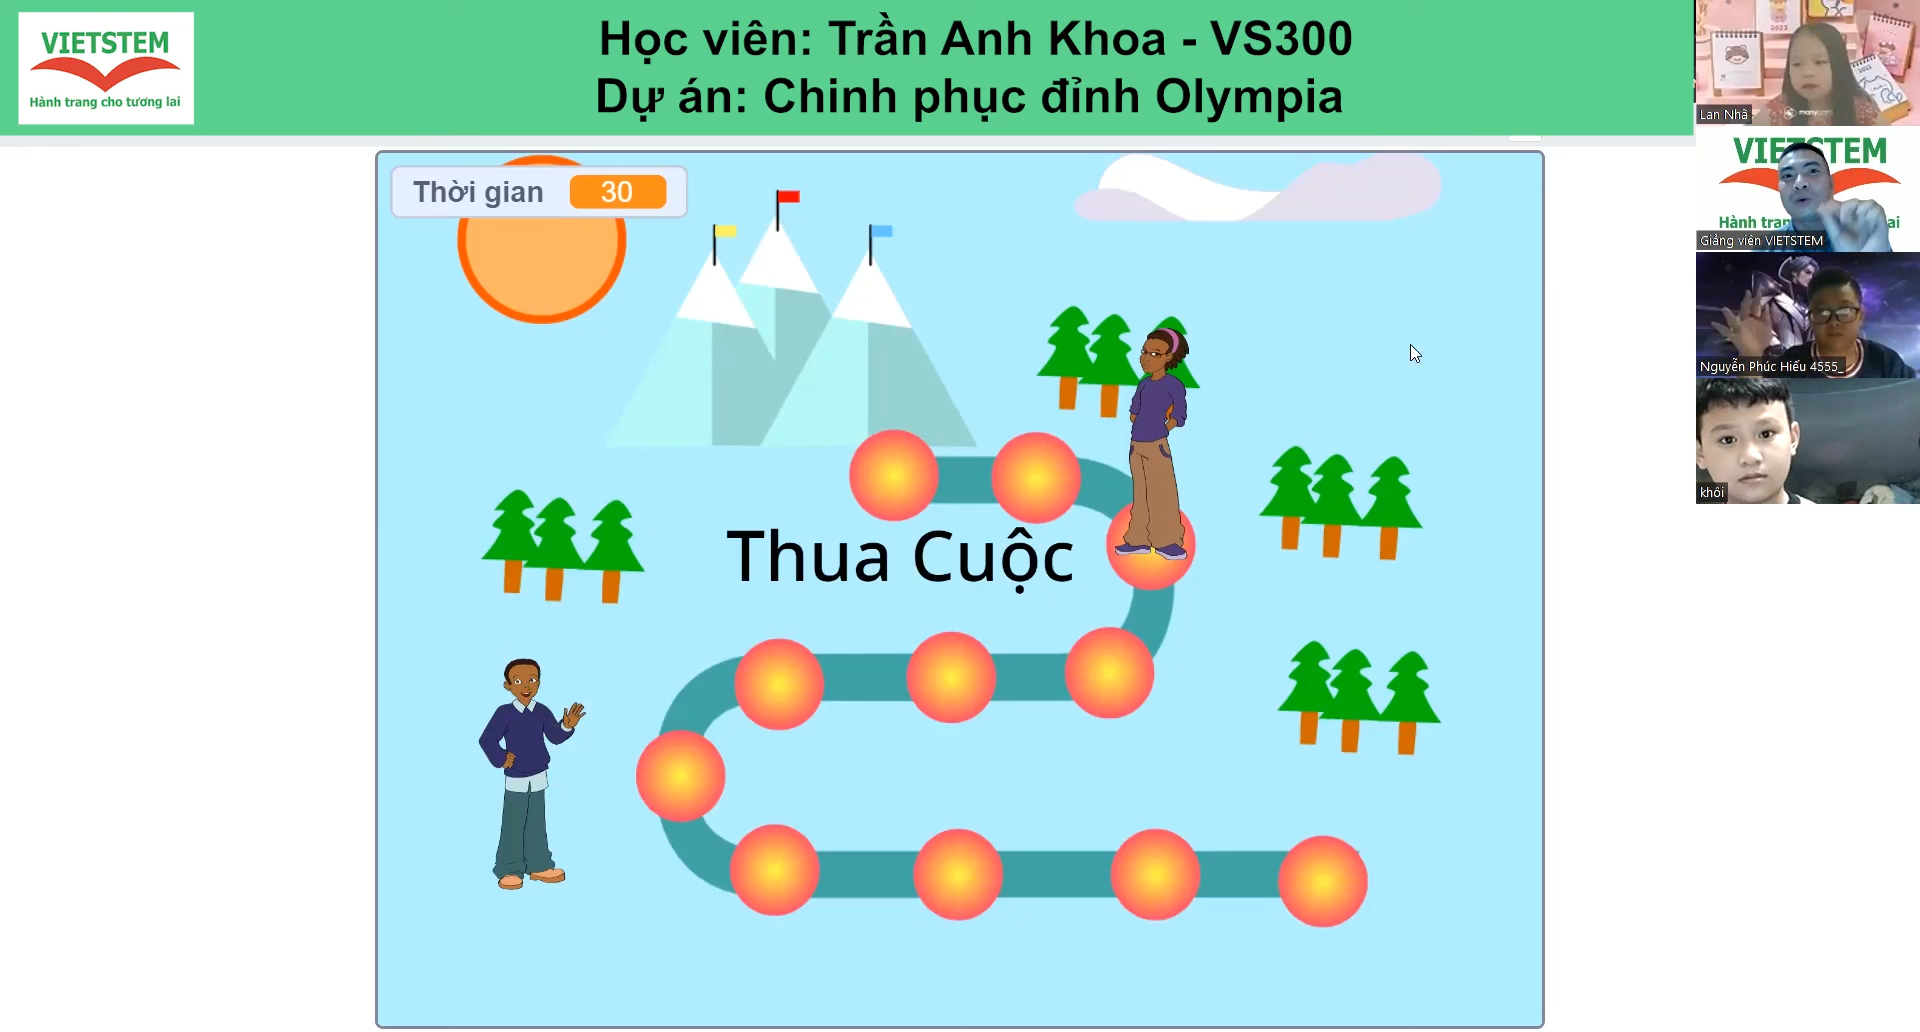 VIETSTEM
Hành trang cho tương lai
Học viên: Trần Anh Khoa - VS300
Dự án: Chinh phục đỉnh Olympia
Thời gian 30
Thua Cuộc
Lan Nhã
manycam
Giảng viên VIETSTEM
Nguyễn Phúc Hiếu 4555_
khôi